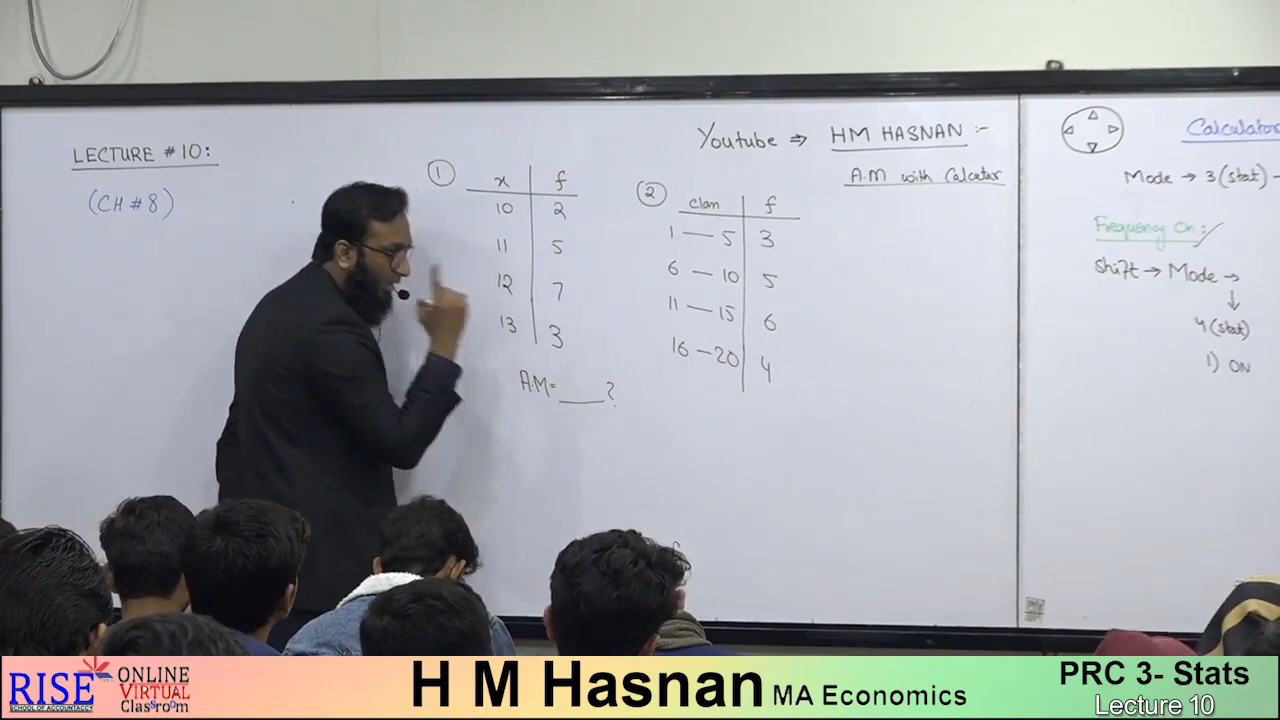 LECTURE # 10:
(CH # 8)
Youtube ⇒ HM HASNAN :-
A.M with Calcutor
①
x f
10 2
11 5
12 7
13 3
A.M= ____ ?
②
class f
1 — 5 3
6 — 10 5
11 — 15 6
16 — 20 4
Calculator
Mode → 3 (stat) -
Frequency On :
Shift → Mode →
↓
4 (stat)
1) ON
RISE
SCHOOL OF ACCOUNTANCY
ONLINE
VIRTUAL
Classroom
H M Hasnan MA Economics
PRC 3- Stats
Lecture 10